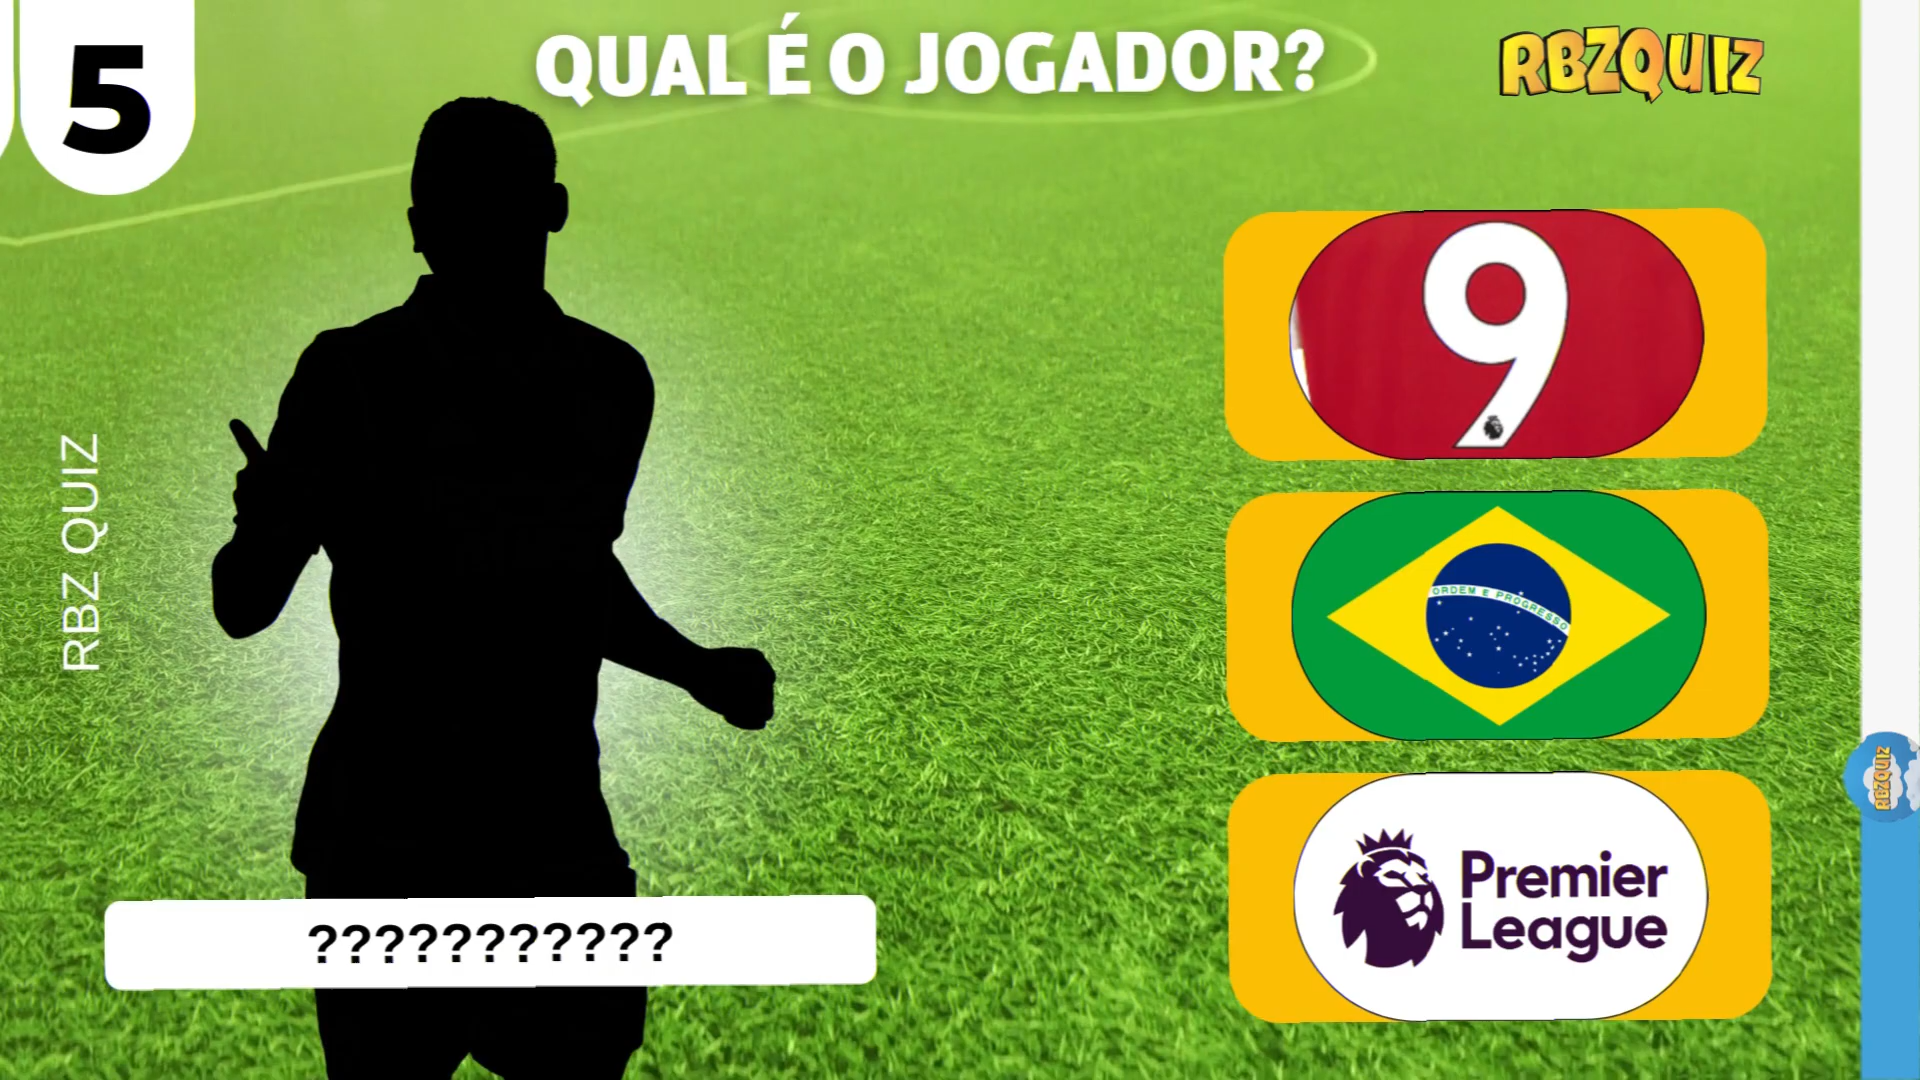 5
QUAL É O JOGADOR?
RBZQUIZ
9
ORDEM E PROGRESSO
RBZ QUIZ
Premier
League
RBZQUIZ
???????????